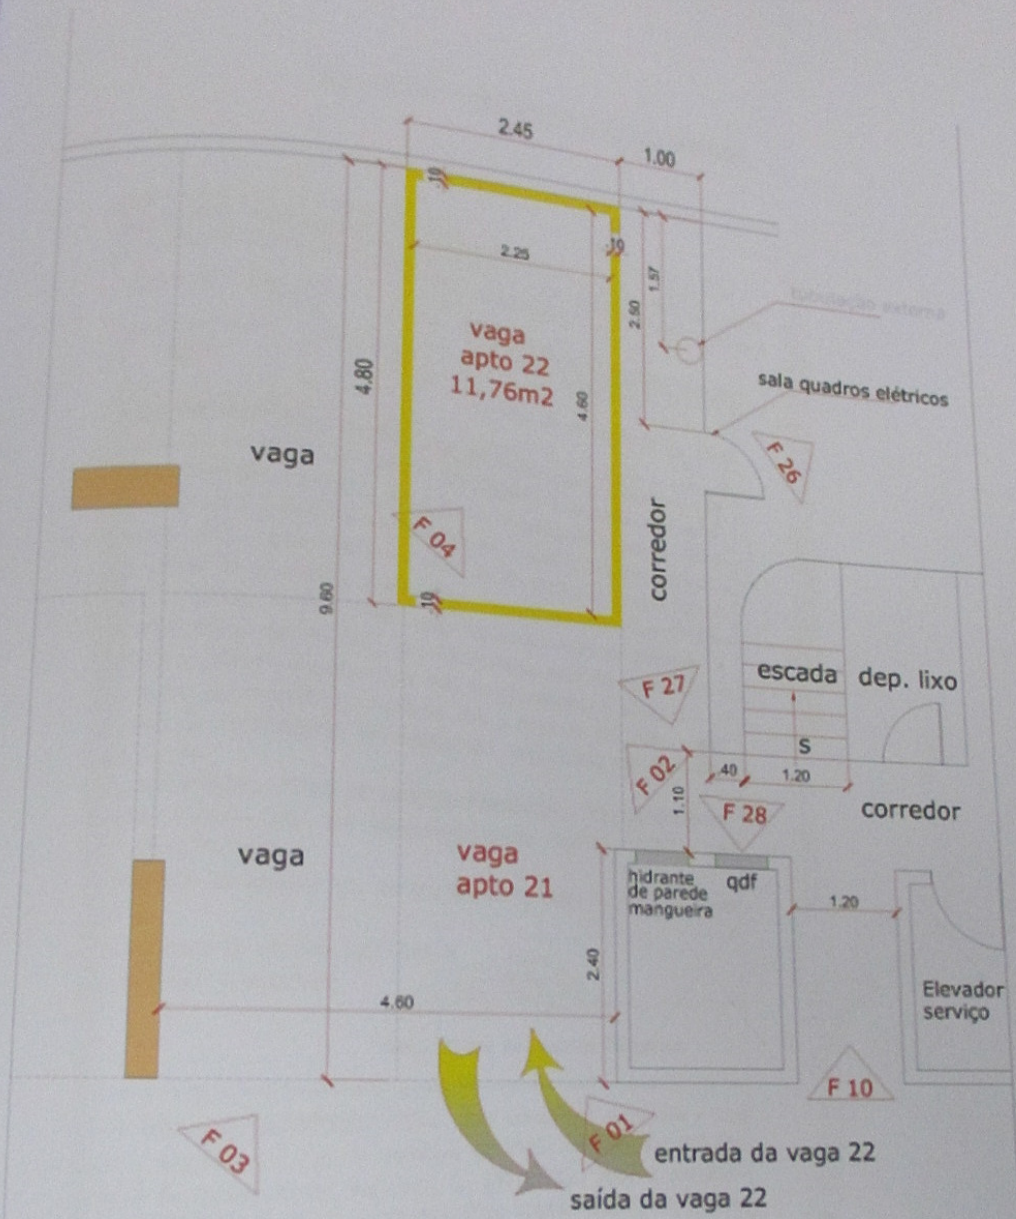 2.45
1.00
.10
.10
2.25
1.57
2.50
tubulação externa
vaga
apto 22
11,76m2
4.80
4.60
sala quadros elétricos
F 26
vaga
corredor
F 04
.10
9.60
F 27
escada
dep. lixo
S
F 02
.40
1.20
1.10
F 28
corredor
vaga
vaga
apto 21
hidrante
de parede
mangueira
qdf
1.20
2.40
4.60
Elevador
serviço
F 10
F 03
F 01
entrada da vaga 22
saída da vaga 22